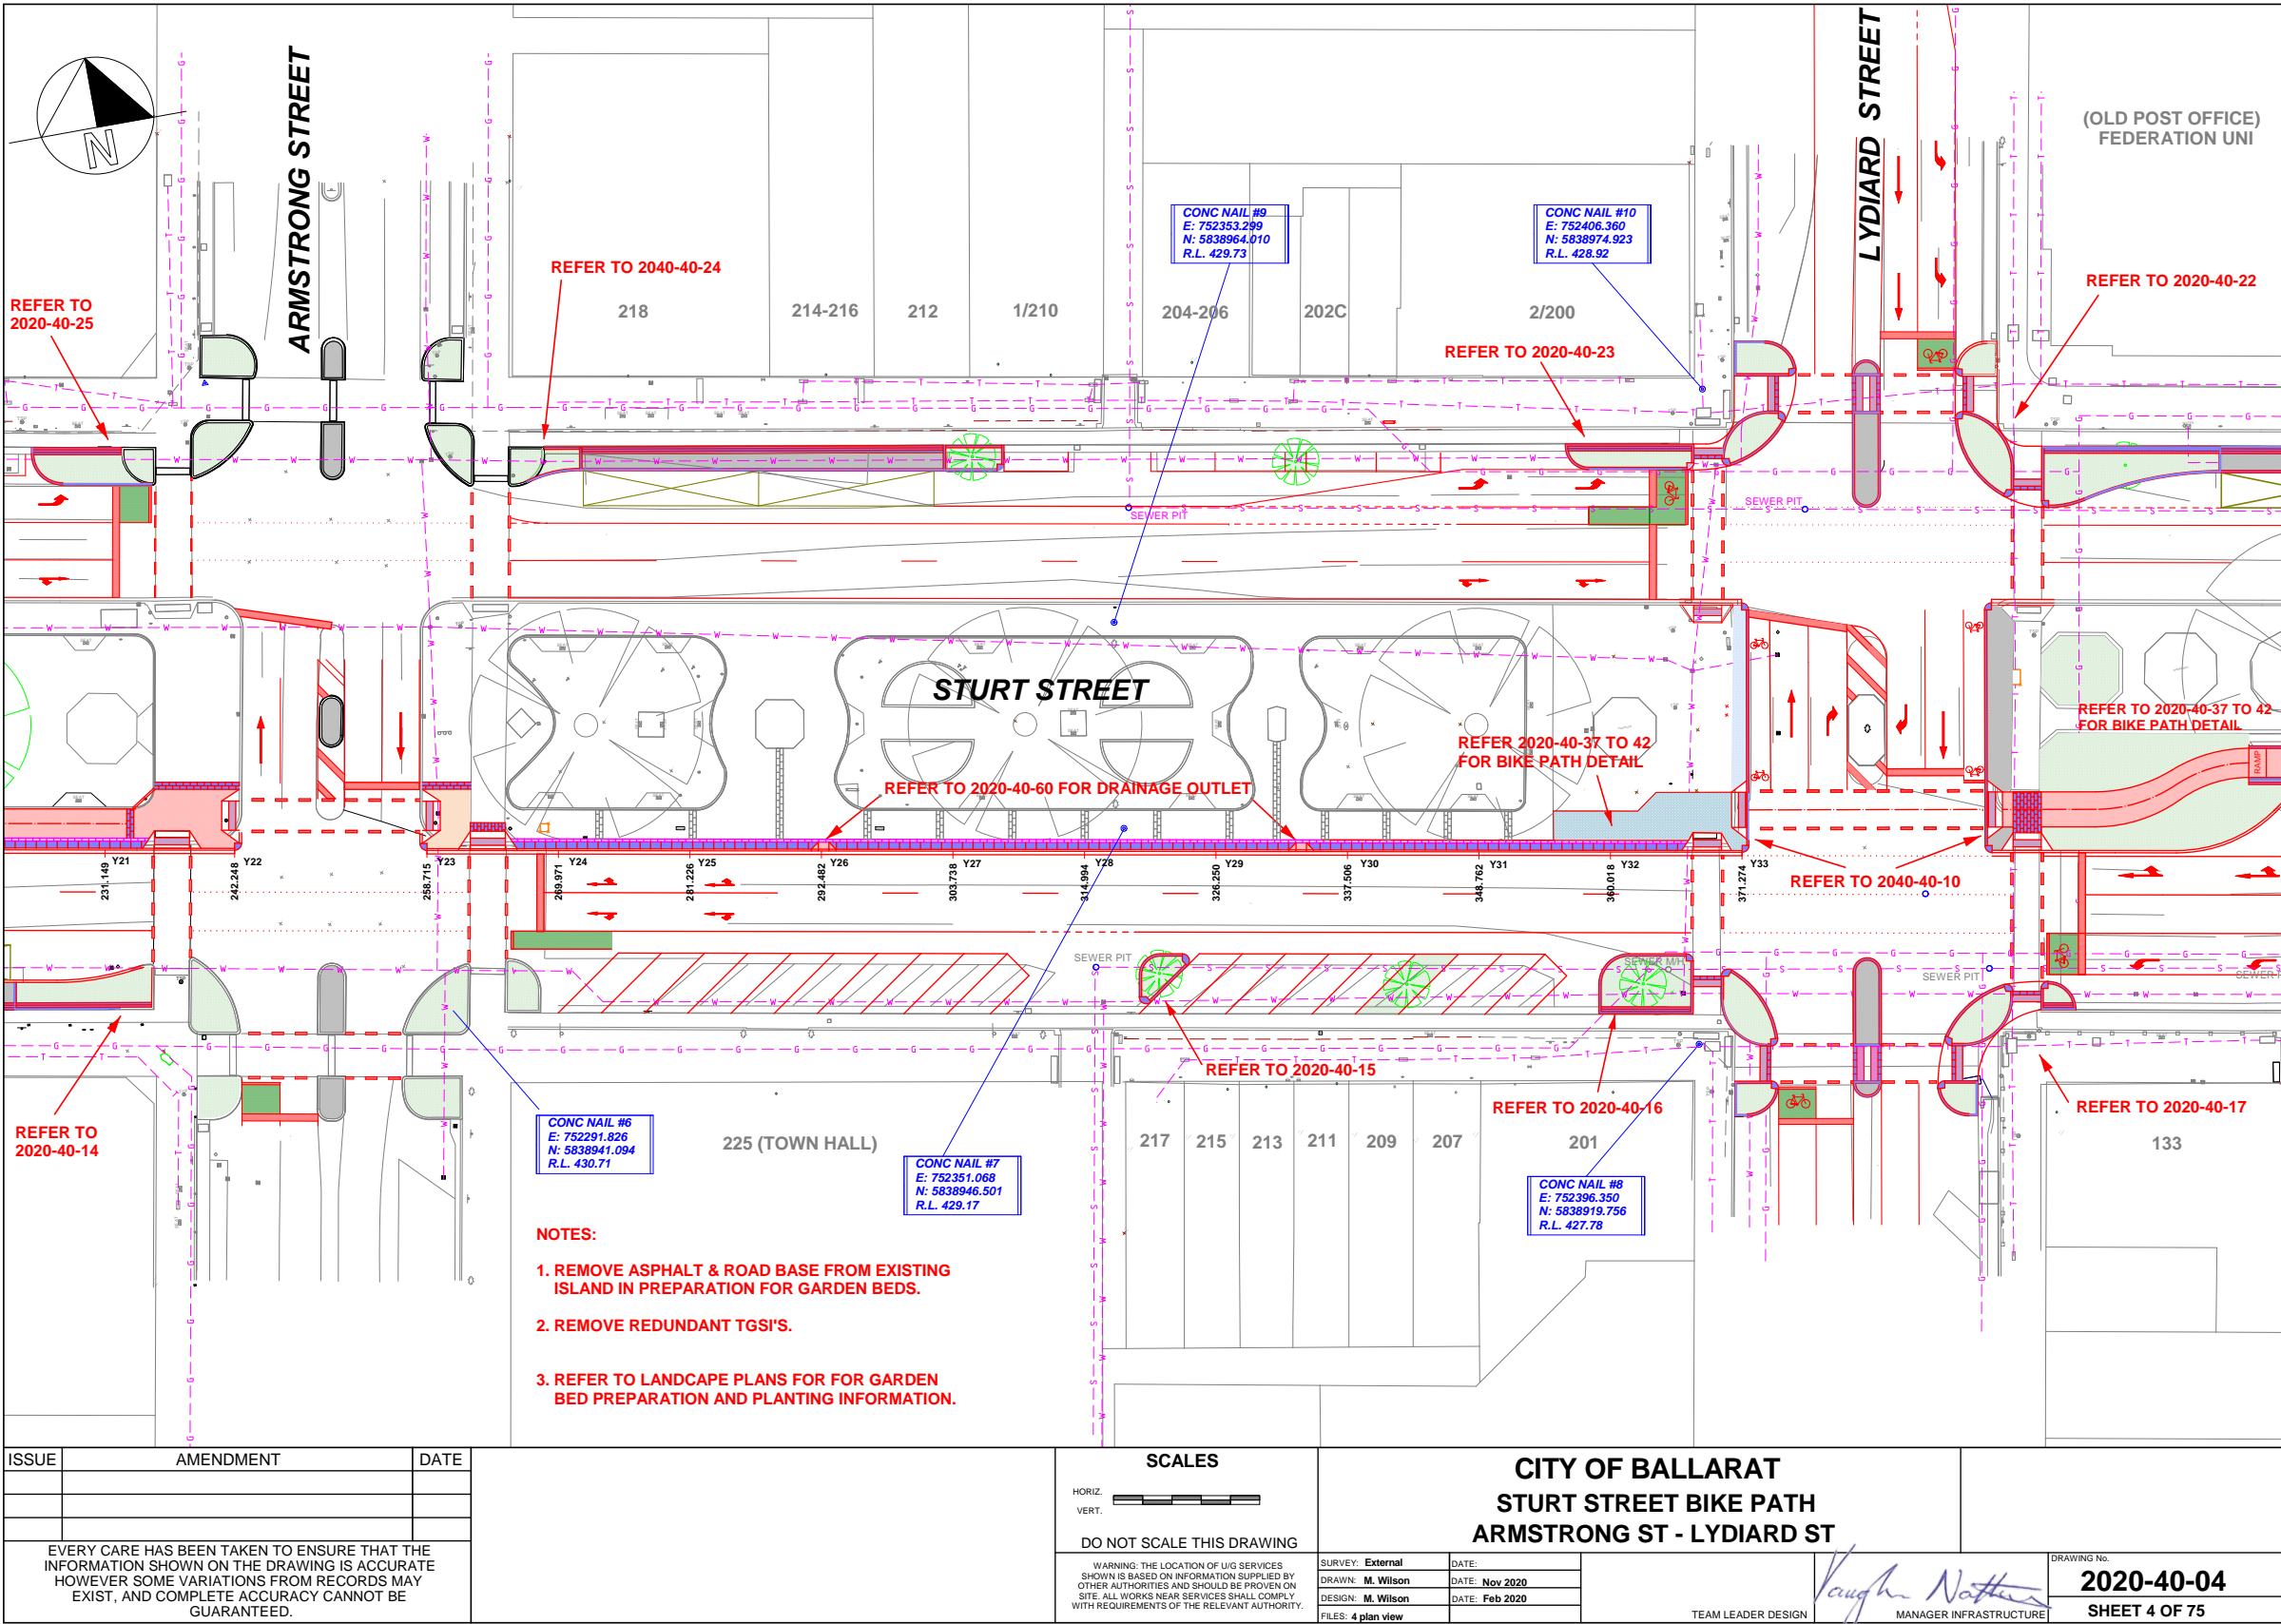 ARMSTRONG STREET
LYDIARD STREET
(OLD POST OFFICE)
FEDERATION UNI
N
CONC NAIL #9
E: 752353.299
N: 5838964.010
R.L. 429.73
CONC NAIL #10
E: 752406.360
N: 5838974.923
R.L. 428.92
REFER TO 2040-40-24
REFER TO 2020-40-22
REFER TO
2020-40-25
218
214-216
212
1/210
204-206
202C
2/200
REFER TO 2020-40-23
SEWER PIT
SEWER PIT
STURT STREET
REFER 2020-40-37 TO 42
FOR BIKE PATH DETAIL
REFER TO 2020-40-37 TO 42
FOR BIKE PATH DETAIL
RAMP
REFER TO 2020-40-60 FOR DRAINAGE OUTLET
Y21
Y22
Y23
Y24
Y25
Y26
Y27
Y28
Y29
Y30
Y31
Y32
Y33
231.149
242.248
258.715
269.971
281.226
292.482
303.738
314.994
326.250
337.506
348.762
360.018
371.274
REFER TO 2040-40-10
SEWER PIT
SEWER M/H
SEWER PIT
REFER TO 2020-40-15
REFER TO 2020-40-16
REFER TO 2020-40-17
REFER TO
2020-40-14
CONC NAIL #6
E: 752291.826
N: 5838941.094
R.L. 430.71
225 (TOWN HALL)
CONC NAIL #7
E: 752351.068
N: 5838946.501
R.L. 429.17
217
215
213
211
209
207
201
133
CONC NAIL #8
E: 752396.350
N: 5838919.756
R.L. 427.78
NOTES:
1. REMOVE ASPHALT & ROAD BASE FROM EXISTING
ISLAND IN PREPARATION FOR GARDEN BEDS.
2. REMOVE REDUNDANT TGSI'S.
3. REFER TO LANDCAPE PLANS FOR FOR GARDEN
BED PREPARATION AND PLANTING INFORMATION.
ISSUE AMENDMENT DATE
EVERY CARE HAS BEEN TAKEN TO ENSURE THAT THE
INFORMATION SHOWN ON THE DRAWING IS ACCURATE
HOWEVER SOME VARIATIONS FROM RECORDS MAY
EXIST, AND COMPLETE ACCURACY CANNOT BE
GUARANTEED.
SCALES
HORIZ.
VERT.
DO NOT SCALE THIS DRAWING
WARNING: THE LOCATION OF U/G SERVICES
SHOWN IS BASED ON INFORMATION SUPPLIED BY
OTHER AUTHORITIES AND SHOULD BE PROVEN ON
SITE. ALL WORKS NEAR SERVICES SHALL COMPLY
WITH REQUIREMENTS OF THE RELEVANT AUTHORITY.
CITY OF BALLARAT
STURT STREET BIKE PATH
ARMSTRONG ST - LYDIARD ST
SURVEY: External DATE:
DRAWN: M. Wilson DATE: Nov 2020
DESIGN: M. Wilson DATE: Feb 2020
FILES: 4 plan view
TEAM LEADER DESIGN
MANAGER INFRASTRUCTURE
DRAWING No.
2020-40-04
SHEET 4 OF 75